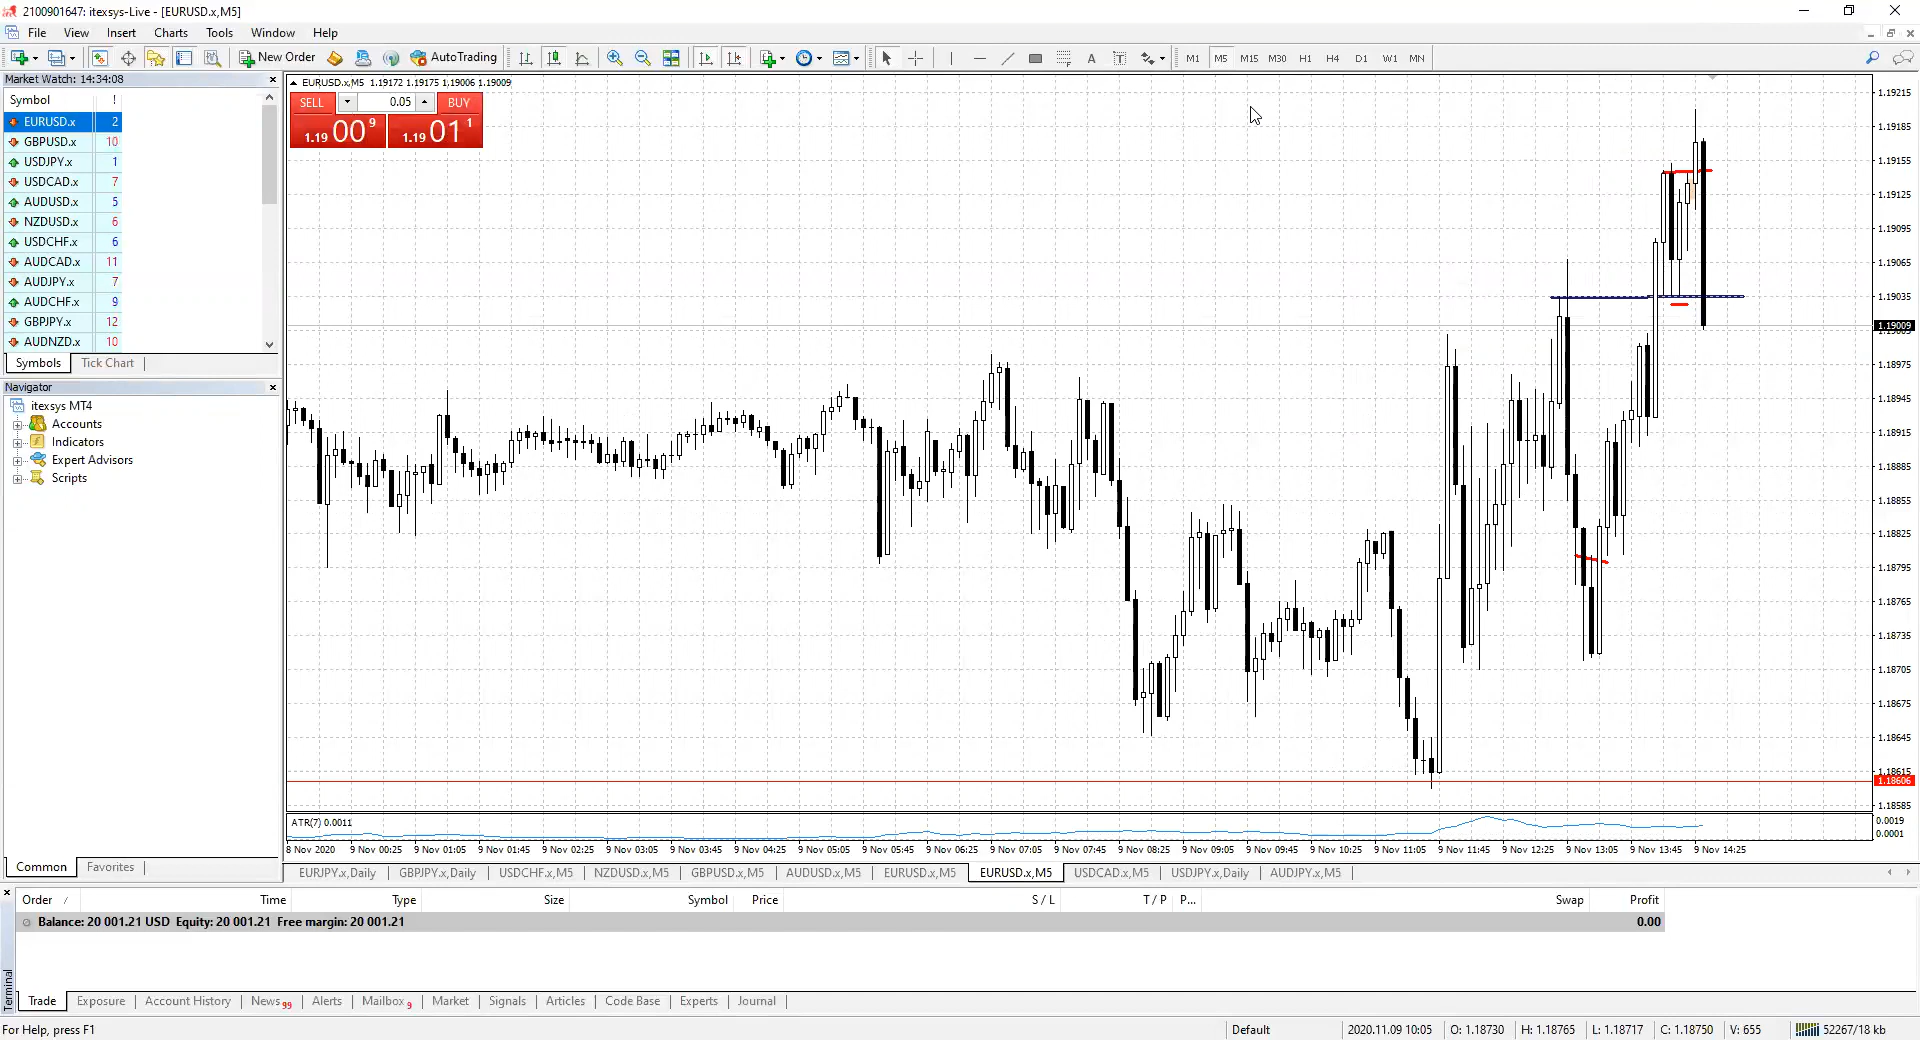 2100901647: itexsys-Live - [EURUSD.x,M5]
File View Insert Charts Tools Window Help
New Order AutoTrading A T M1 M5 M15 M30 H1 H4 D1 W1 MN
Market Watch: 14:34:08
Symbol !
EURUSD.x 2
GBPUSD.x 10
USDJPY.x 1
USDCAD.x 7
AUDUSD.x 5
NZDUSD.x 6
USDCHF.x 6
AUDCAD.x 11
AUDJPY.x 7
AUDCHF.x 9
GBPJPY.x 12
AUDNZD.x 10
Symbols Tick Chart
Navigator
itexsys MT4
Accounts
Indicators
Expert Advisors
Scripts
Common Favorites
EURUSD.x,M5 1.19172 1.19175 1.19006 1.19009
SELL 0.05 BUY
1.19 00 9 1.19 01 1
1.19215
1.19185
1.19155
1.19125
1.19095
1.19065
1.19035
1.19009
1.18975
1.18945
1.18915
1.18885
1.18855
1.18825
1.18795
1.18765
1.18735
1.18705
1.18675
1.18645
1.18615
1.18606
1.18585
ATR(7) 0.0011
0.0019
0.0001
8 Nov 2020 9 Nov 00:25 9 Nov 01:05 9 Nov 01:45 9 Nov 02:25 9 Nov 03:05 9 Nov 03:45 9 Nov 04:25 9 Nov 05:05 9 Nov 05:45 9 Nov 06:25 9 Nov 07:05 9 Nov 07:45 9 Nov 08:25 9 Nov 09:05 9 Nov 09:45 9 Nov 10:25 9 Nov 11:05 9 Nov 11:45 9 Nov 12:25 9 Nov 13:05 9 Nov 13:45 9 Nov 14:25
EURJPY.x,Daily GBPJPY.x,Daily USDCHF.x,M5 NZDUSD.x,M5 GBPUSD.x,M5 AUDUSD.x,M5 EURUSD.x,M5 EURUSD.x,M5 USDCAD.x,M5 USDJPY.x,Daily AUDJPY.x,M5
Order / Time Type Size Symbol Price S / L T / P P... Swap Profit
Balance: 20 001.21 USD Equity: 20 001.21 Free margin: 20 001.21 0.00
Terminal
Trade Exposure Account History News 99 Alerts Mailbox 9 Market Signals Articles Code Base Experts Journal
For Help, press F1 Default 2020.11.09 10:05 O: 1.18730 H: 1.18765 L: 1.18717 C: 1.18750 V: 655 52267/18 kb